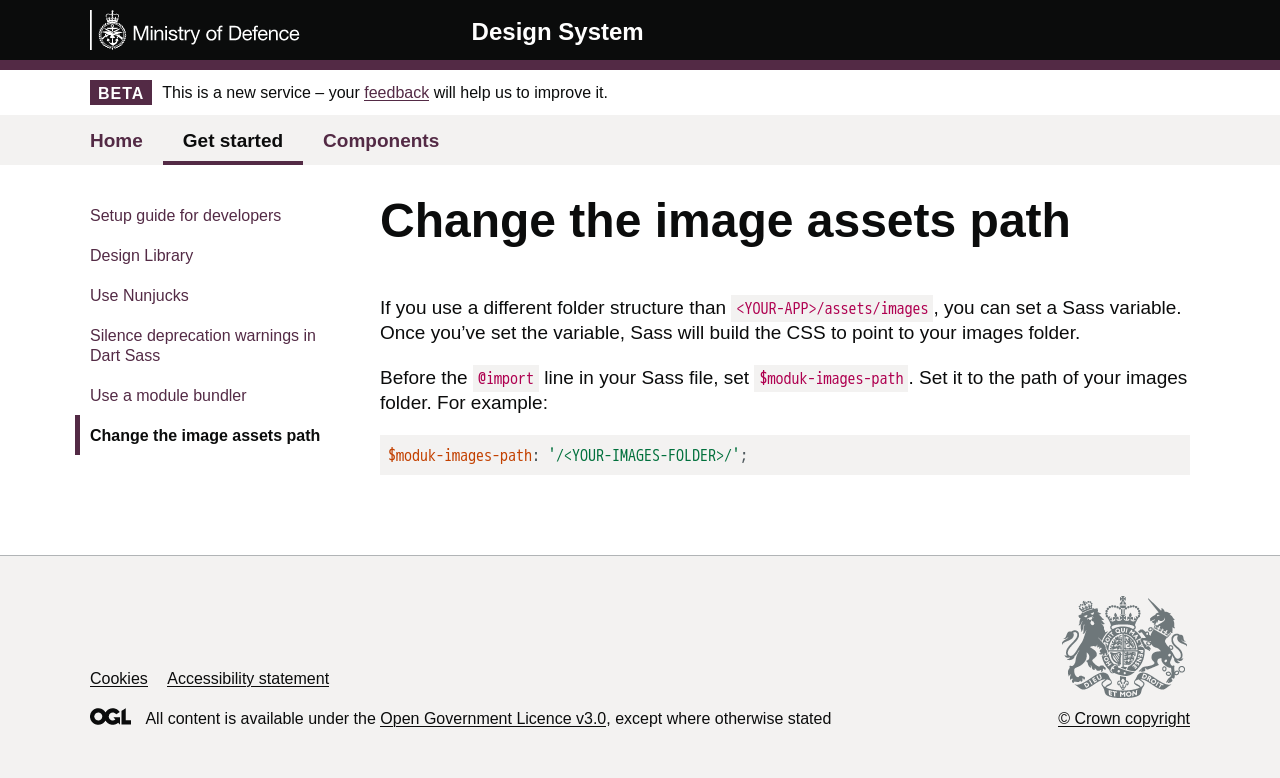 Ministry of Defence
Design System
BETA This is a new service – your feedback will help us to improve it.
Home Get started Components
Setup guide for developers
Design Library
Use Nunjucks
Silence deprecation warnings in
Dart Sass
Use a module bundler
Change the image assets path
Change the image assets path
If you use a different folder structure than <YOUR-APP>/assets/images, you can set a Sass variable.
Once you’ve set the variable, Sass will build the CSS to point to your images folder.
Before the @import line in your Sass file, set $moduk-images-path. Set it to the path of your images
folder. For example:
$moduk-images-path: '/<YOUR-IMAGES-FOLDER>/';
Cookies Accessibility statement
OGL All content is available under the Open Government Licence v3.0, except where otherwise stated
DIEU ET MON DROIT
© Crown copyright